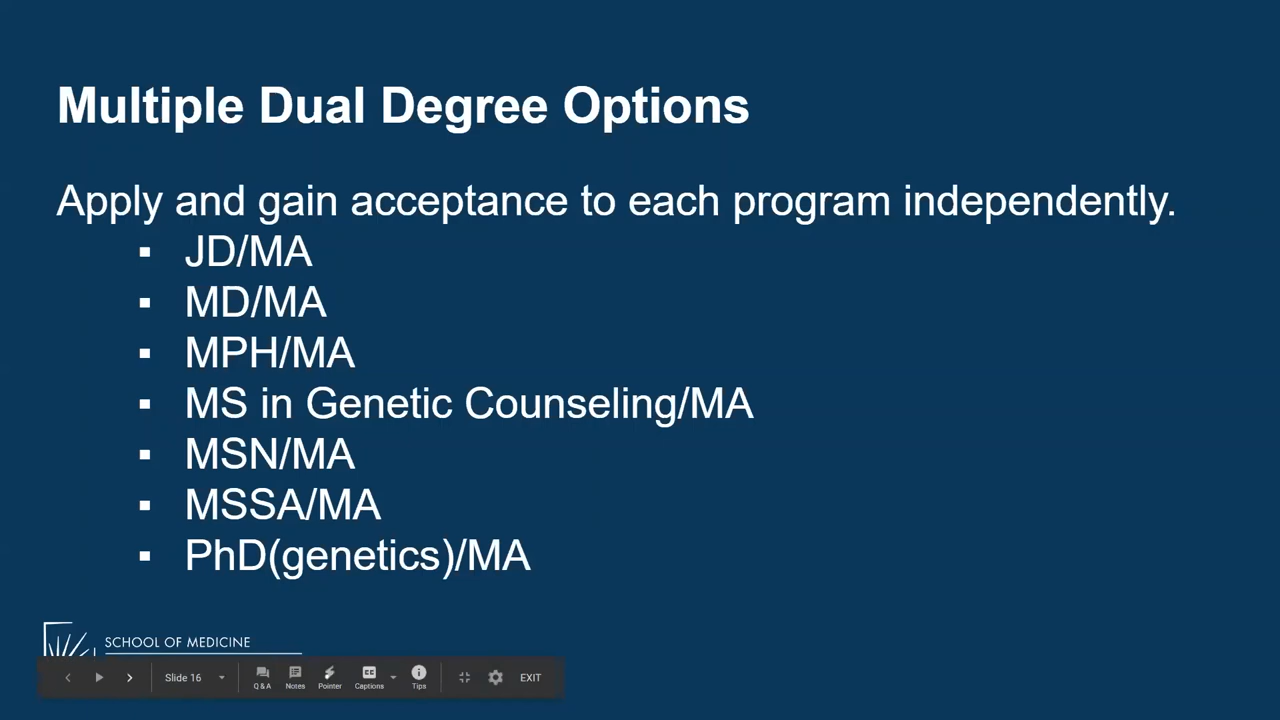 Multiple Dual Degree Options
Apply and gain acceptance to each program independently.
▪ JD/MA
▪ MD/MA
▪ MPH/MA
▪ MS in Genetic Counseling/MA
▪ MSN/MA
▪ MSSA/MA
▪ PhD(genetics)/MA
SCHOOL OF MEDICINE
Slide 16
Q & A
Notes
Pointer
CC
Captions
Tips
EXIT